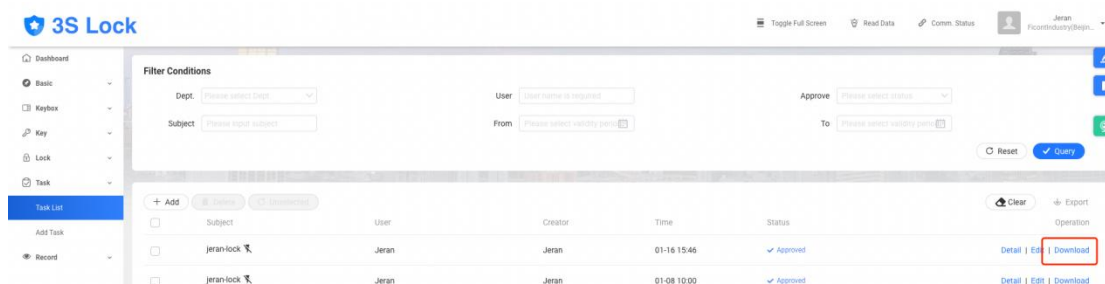 3S Lock
Toggle Full Screen Read Data Comm. Status Jeran
FicomIndustry(Beijin...
Dashboard
Basic
Keybox
Key
Lock
Task
Task List
Add Task
Record
Filter Conditions
Dept. Please select Dept. User User name is required Approve Please select status
Subject Please input subject From Please select validity perio To Please select validity perio
Reset Query
+ Add Delete Clear Export
Subject User Creator Time Status Operation
jeran-lock Jeran Jeran 01-16 15:46 Approved Detail | Edit | Download
jeran-lock Jeran Jeran 01-08 10:00 Approved Detail | Edit | Download